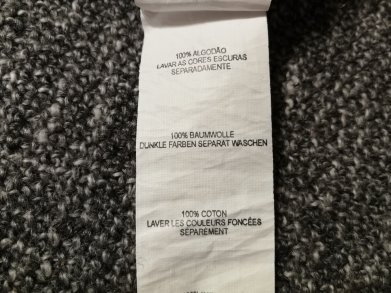 100% ALGODÃO
LAVAR AS CORES ESCURAS
SEPARADAMENTE
100% BAUMWOLLE
DUNKLE FARBEN SEPARAT WASCHEN
100% COTON
LAVER LES COULEURS FONCÉES
SÉPARÉMENT